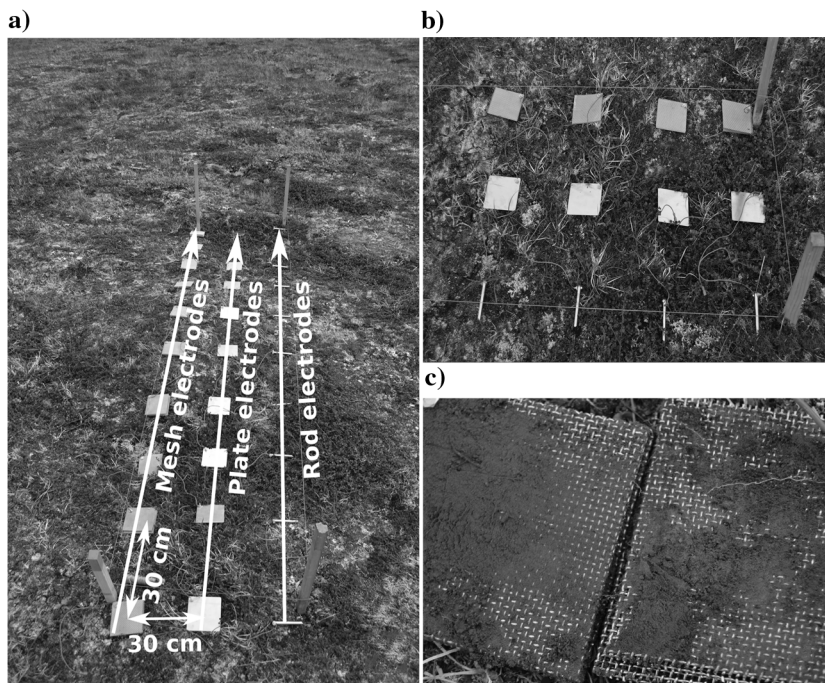 a)
Mesh electrodes
Plate electrodes
Rod electrodes
30 cm
30 cm
b)
c)